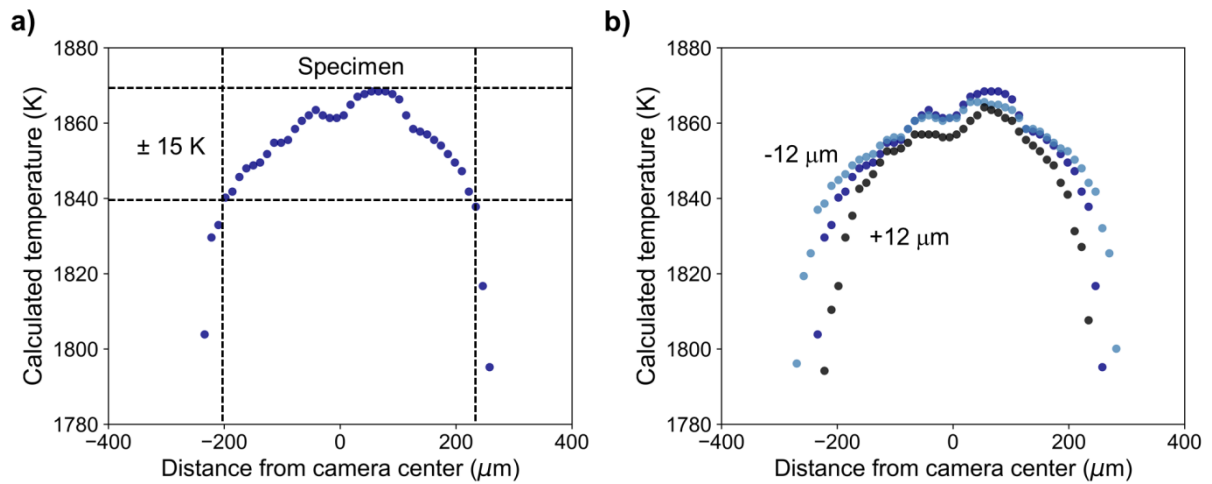 a)
Calculated temperature (K)
1880
1860
1840
1820
1800
1780
Specimen
± 15 K
−400
−200
0
200
400
Distance from camera center (μm)
b)
Calculated temperature (K)
1880
1860
1840
1820
1800
1780
-12 μm
+12 μm
−400
−200
0
200
400
Distance from camera center (μm)